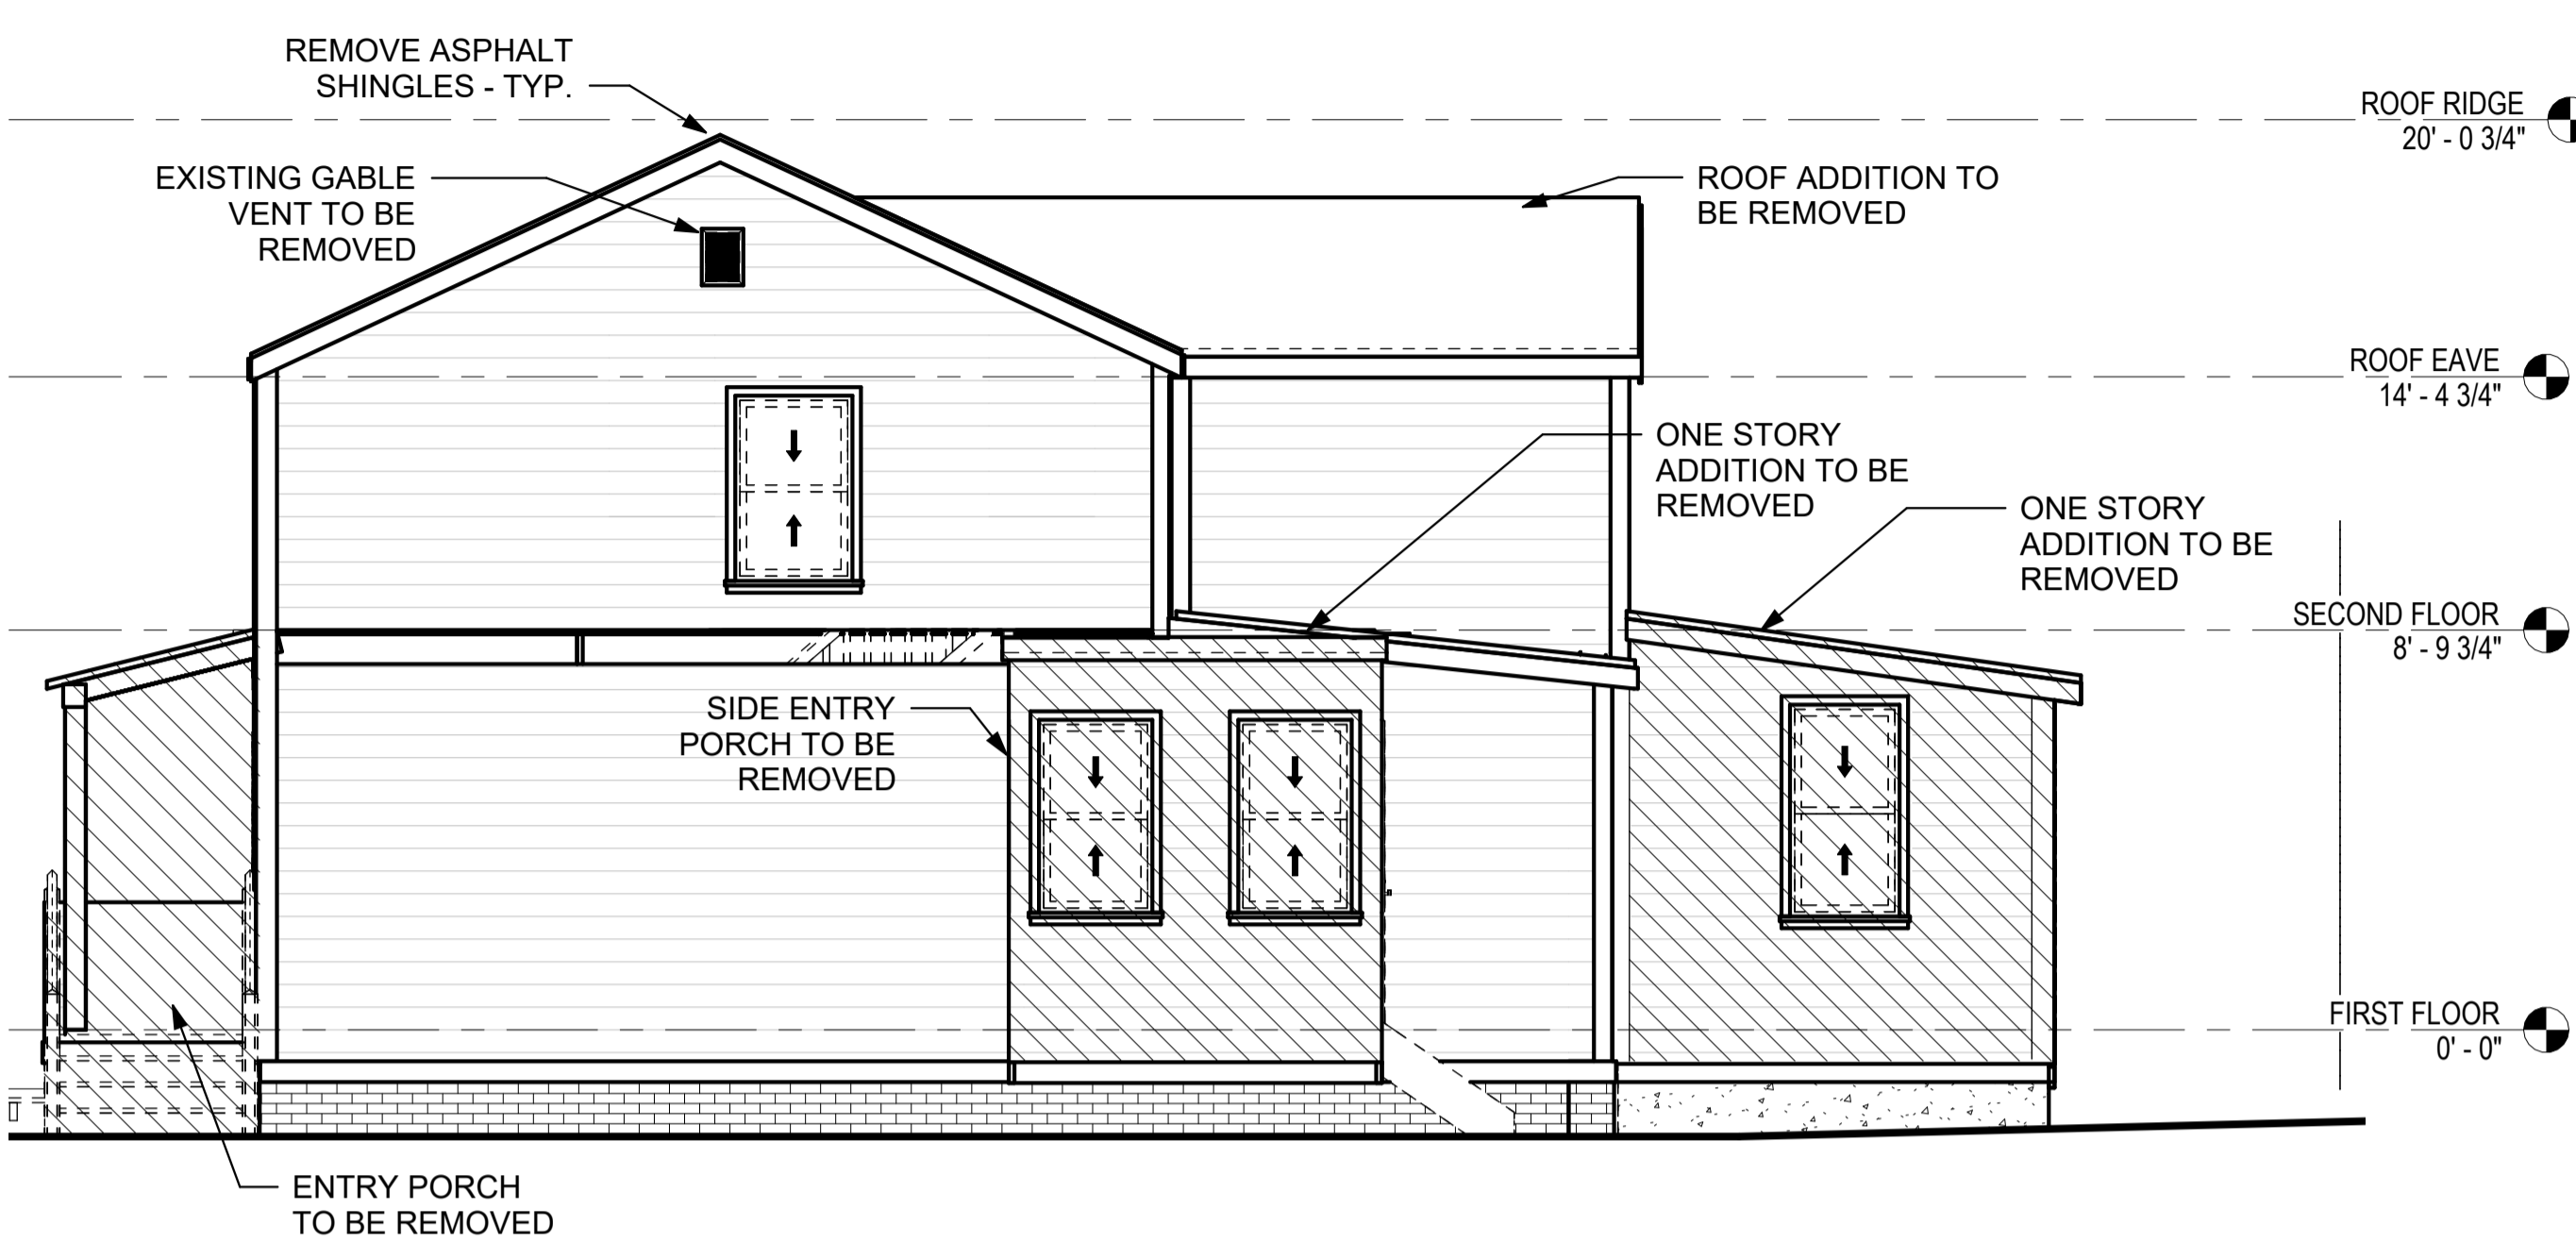 REMOVE ASPHALT
SHINGLES - TYP.
ROOF RIDGE
20' - 0 3/4"
EXISTING GABLE
VENT TO BE
REMOVED
ROOF ADDITION TO
BE REMOVED
ROOF EAVE
14' - 4 3/4"
ONE STORY
ADDITION TO BE
REMOVED
ONE STORY
ADDITION TO BE
REMOVED
SECOND FLOOR
8' - 9 3/4"
SIDE ENTRY
PORCH TO BE
REMOVED
FIRST FLOOR
0' - 0"
ENTRY PORCH
TO BE REMOVED